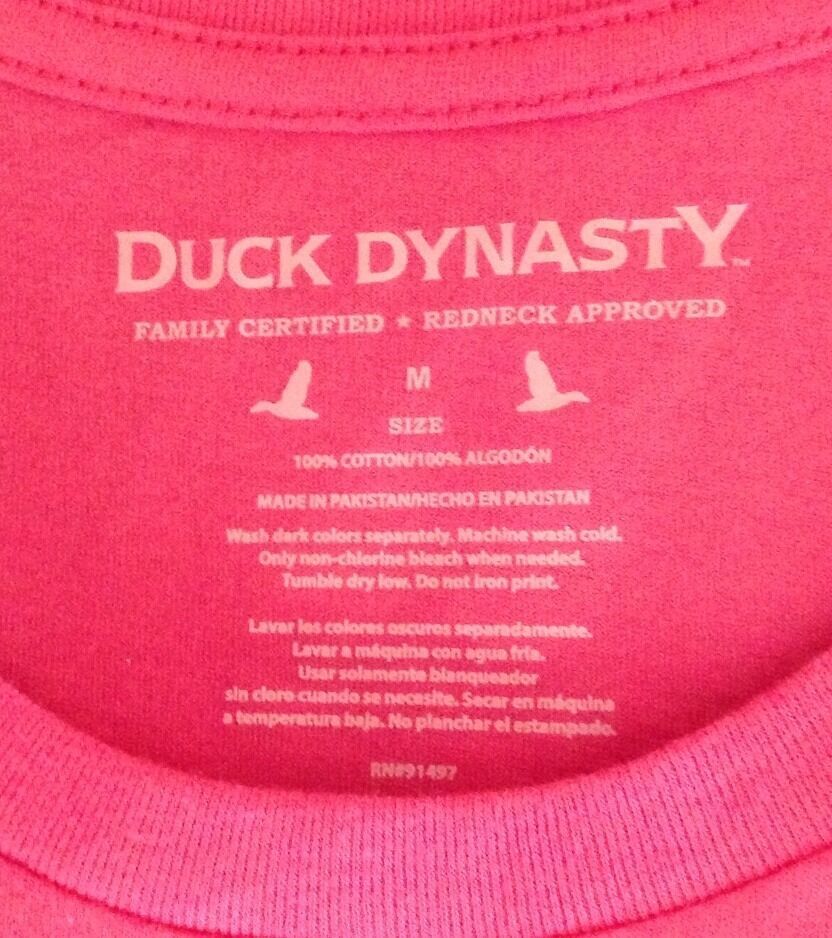 DUCK DYNASTY™
FAMILY CERTIFIED ★ REDNECK APPROVED
M
SIZE
100% COTTON/100% ALGODÓN
MADE IN PAKISTAN/HECHO EN PAKISTAN
Wash dark colors separately. Machine wash cold.
Only non-chlorine bleach when needed.
Tumble dry low. Do not iron print.
Lavar los colores oscuros separadamente.
Lavar a máquina con agua fría.
Usar solamente blanqueador
sin cloro cuando se necesite. Secar en máquina
a temperatura baja. No planchar el estampado.
RN#91497